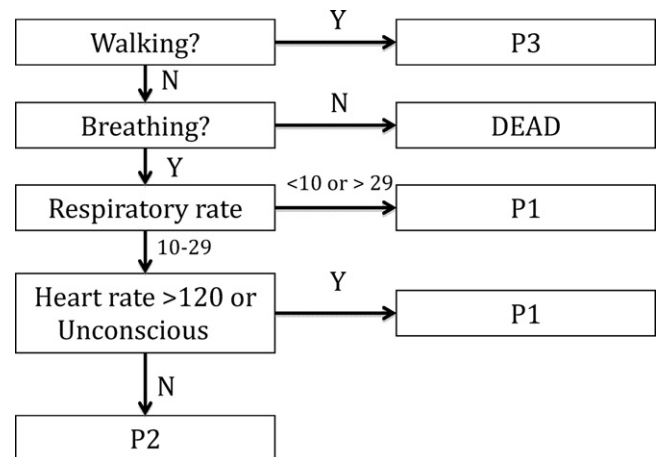 Walking?
Y
P3
N
Breathing?
N
DEAD
Y
Respiratory rate
<10 or > 29
P1
10-29
Heart rate >120 or
Unconscious
Y
P1
N
P2